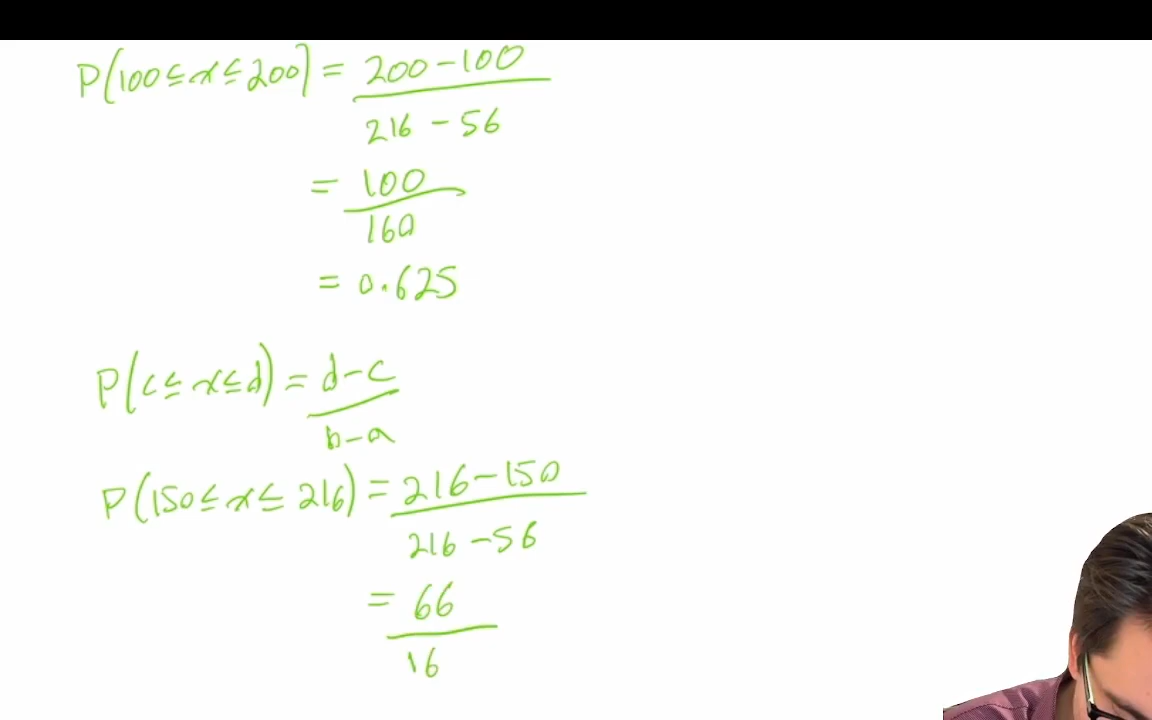 P(100≤x≤200) = 200-100
216 - 56
= 100
160
= 0.625
P(c≤x≤d) = d-c
b-a
P(150≤x≤216) = 216-150
216-56
= 66
16